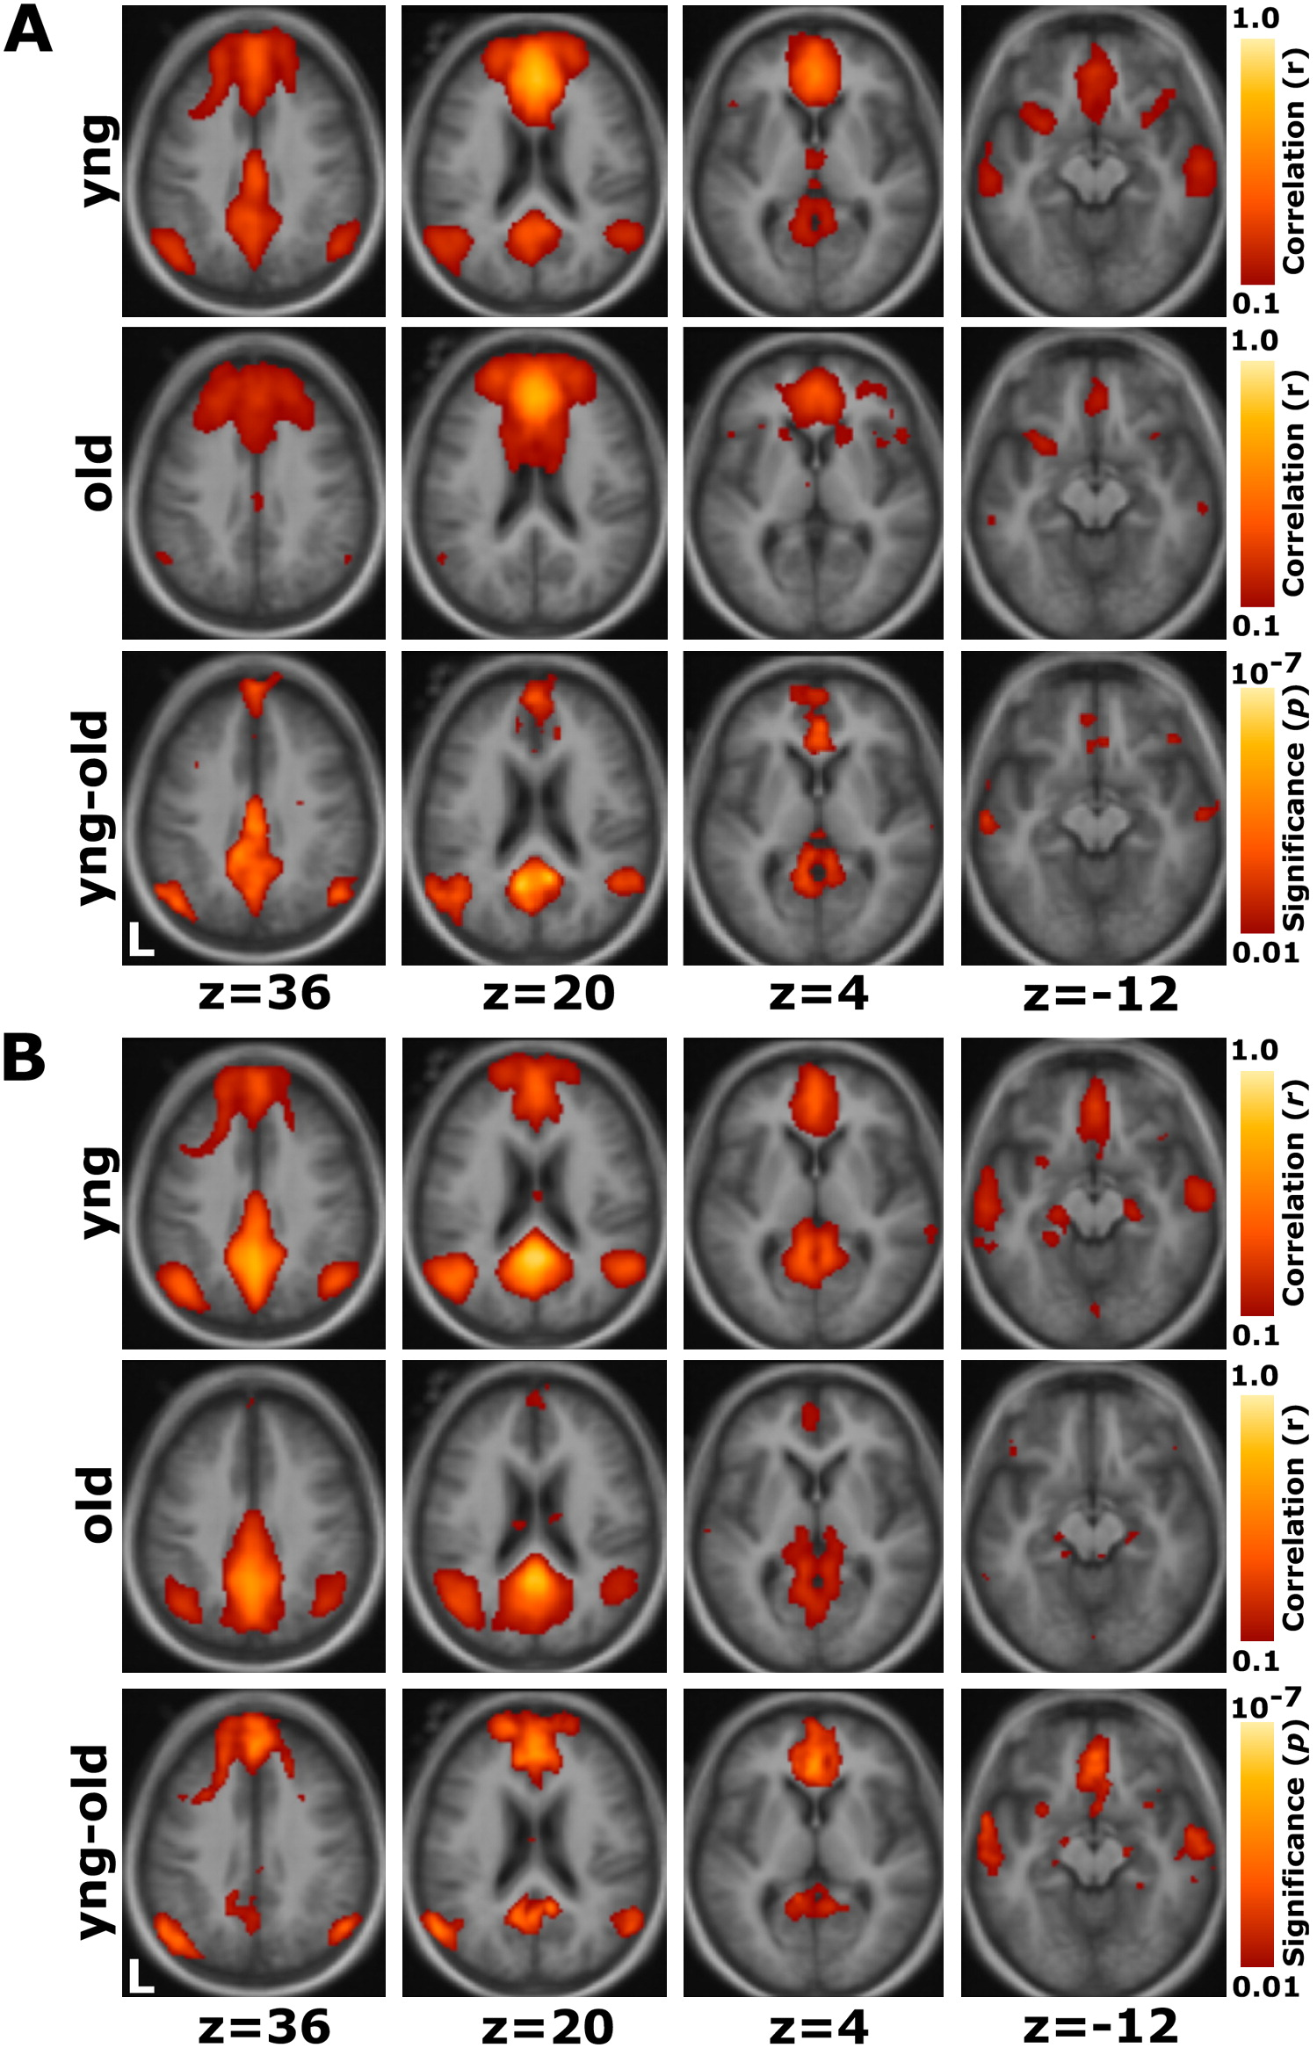 A
yng
1.0
Correlation (r)
0.1
old
1.0
Correlation (r)
0.1
yng-old
L
10-7
Significance (p)
0.01
z=36 z=20 z=4 z=-12
B
yng
1.0
Correlation (r)
0.1
old
1.0
Correlation (r)
0.1
yng-old
L
10-7
Significance (p)
0.01
z=36 z=20 z=4 z=-12